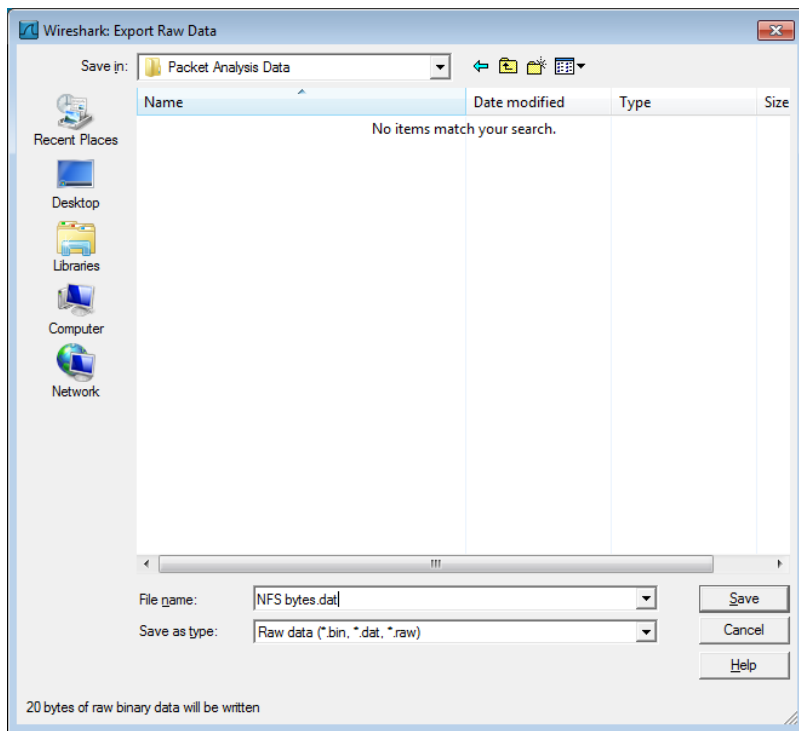 Wireshark: Export Raw Data
Save in: Packet Analysis Data
Name Date modified Type Size
No items match your search.
Recent Places
Desktop
Libraries
Computer
Network
File name: NFS bytes.dat Save
Save as type: Raw data (*.bin, *.dat, *.raw) Cancel
Help
20 bytes of raw binary data will be written